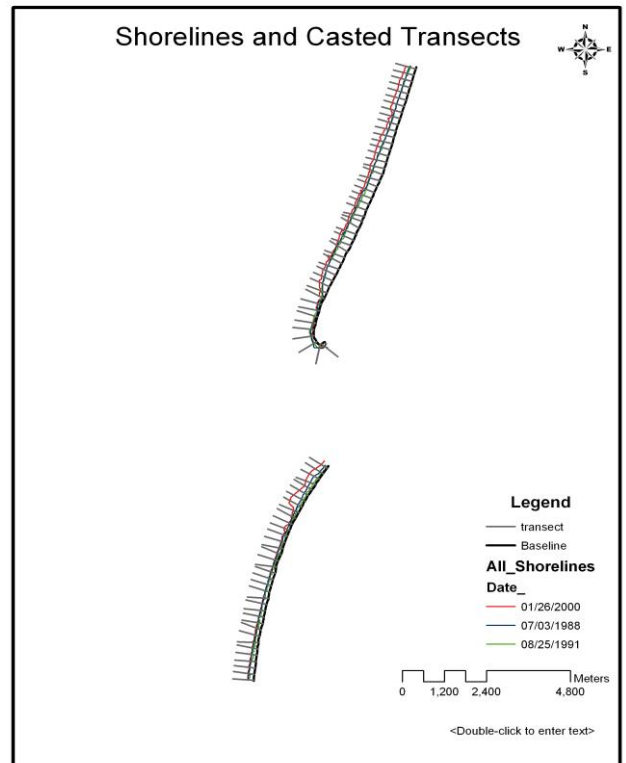 Shorelines and Casted Transects
N
W E
S
Legend
transect
Baseline
All_Shorelines
Date_
01/26/2000
07/03/1988
08/25/1991
Meters
0 1,200 2,400 4,800
<Double-click to enter text>